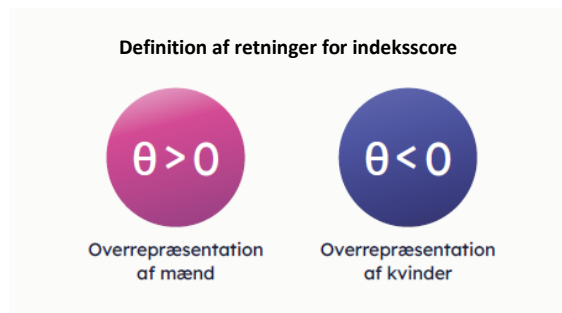 Definition af retninger for indeksscore
θ > 0
θ < 0
Overrepræsentation
af mænd
Overrepræsentation
af kvinder